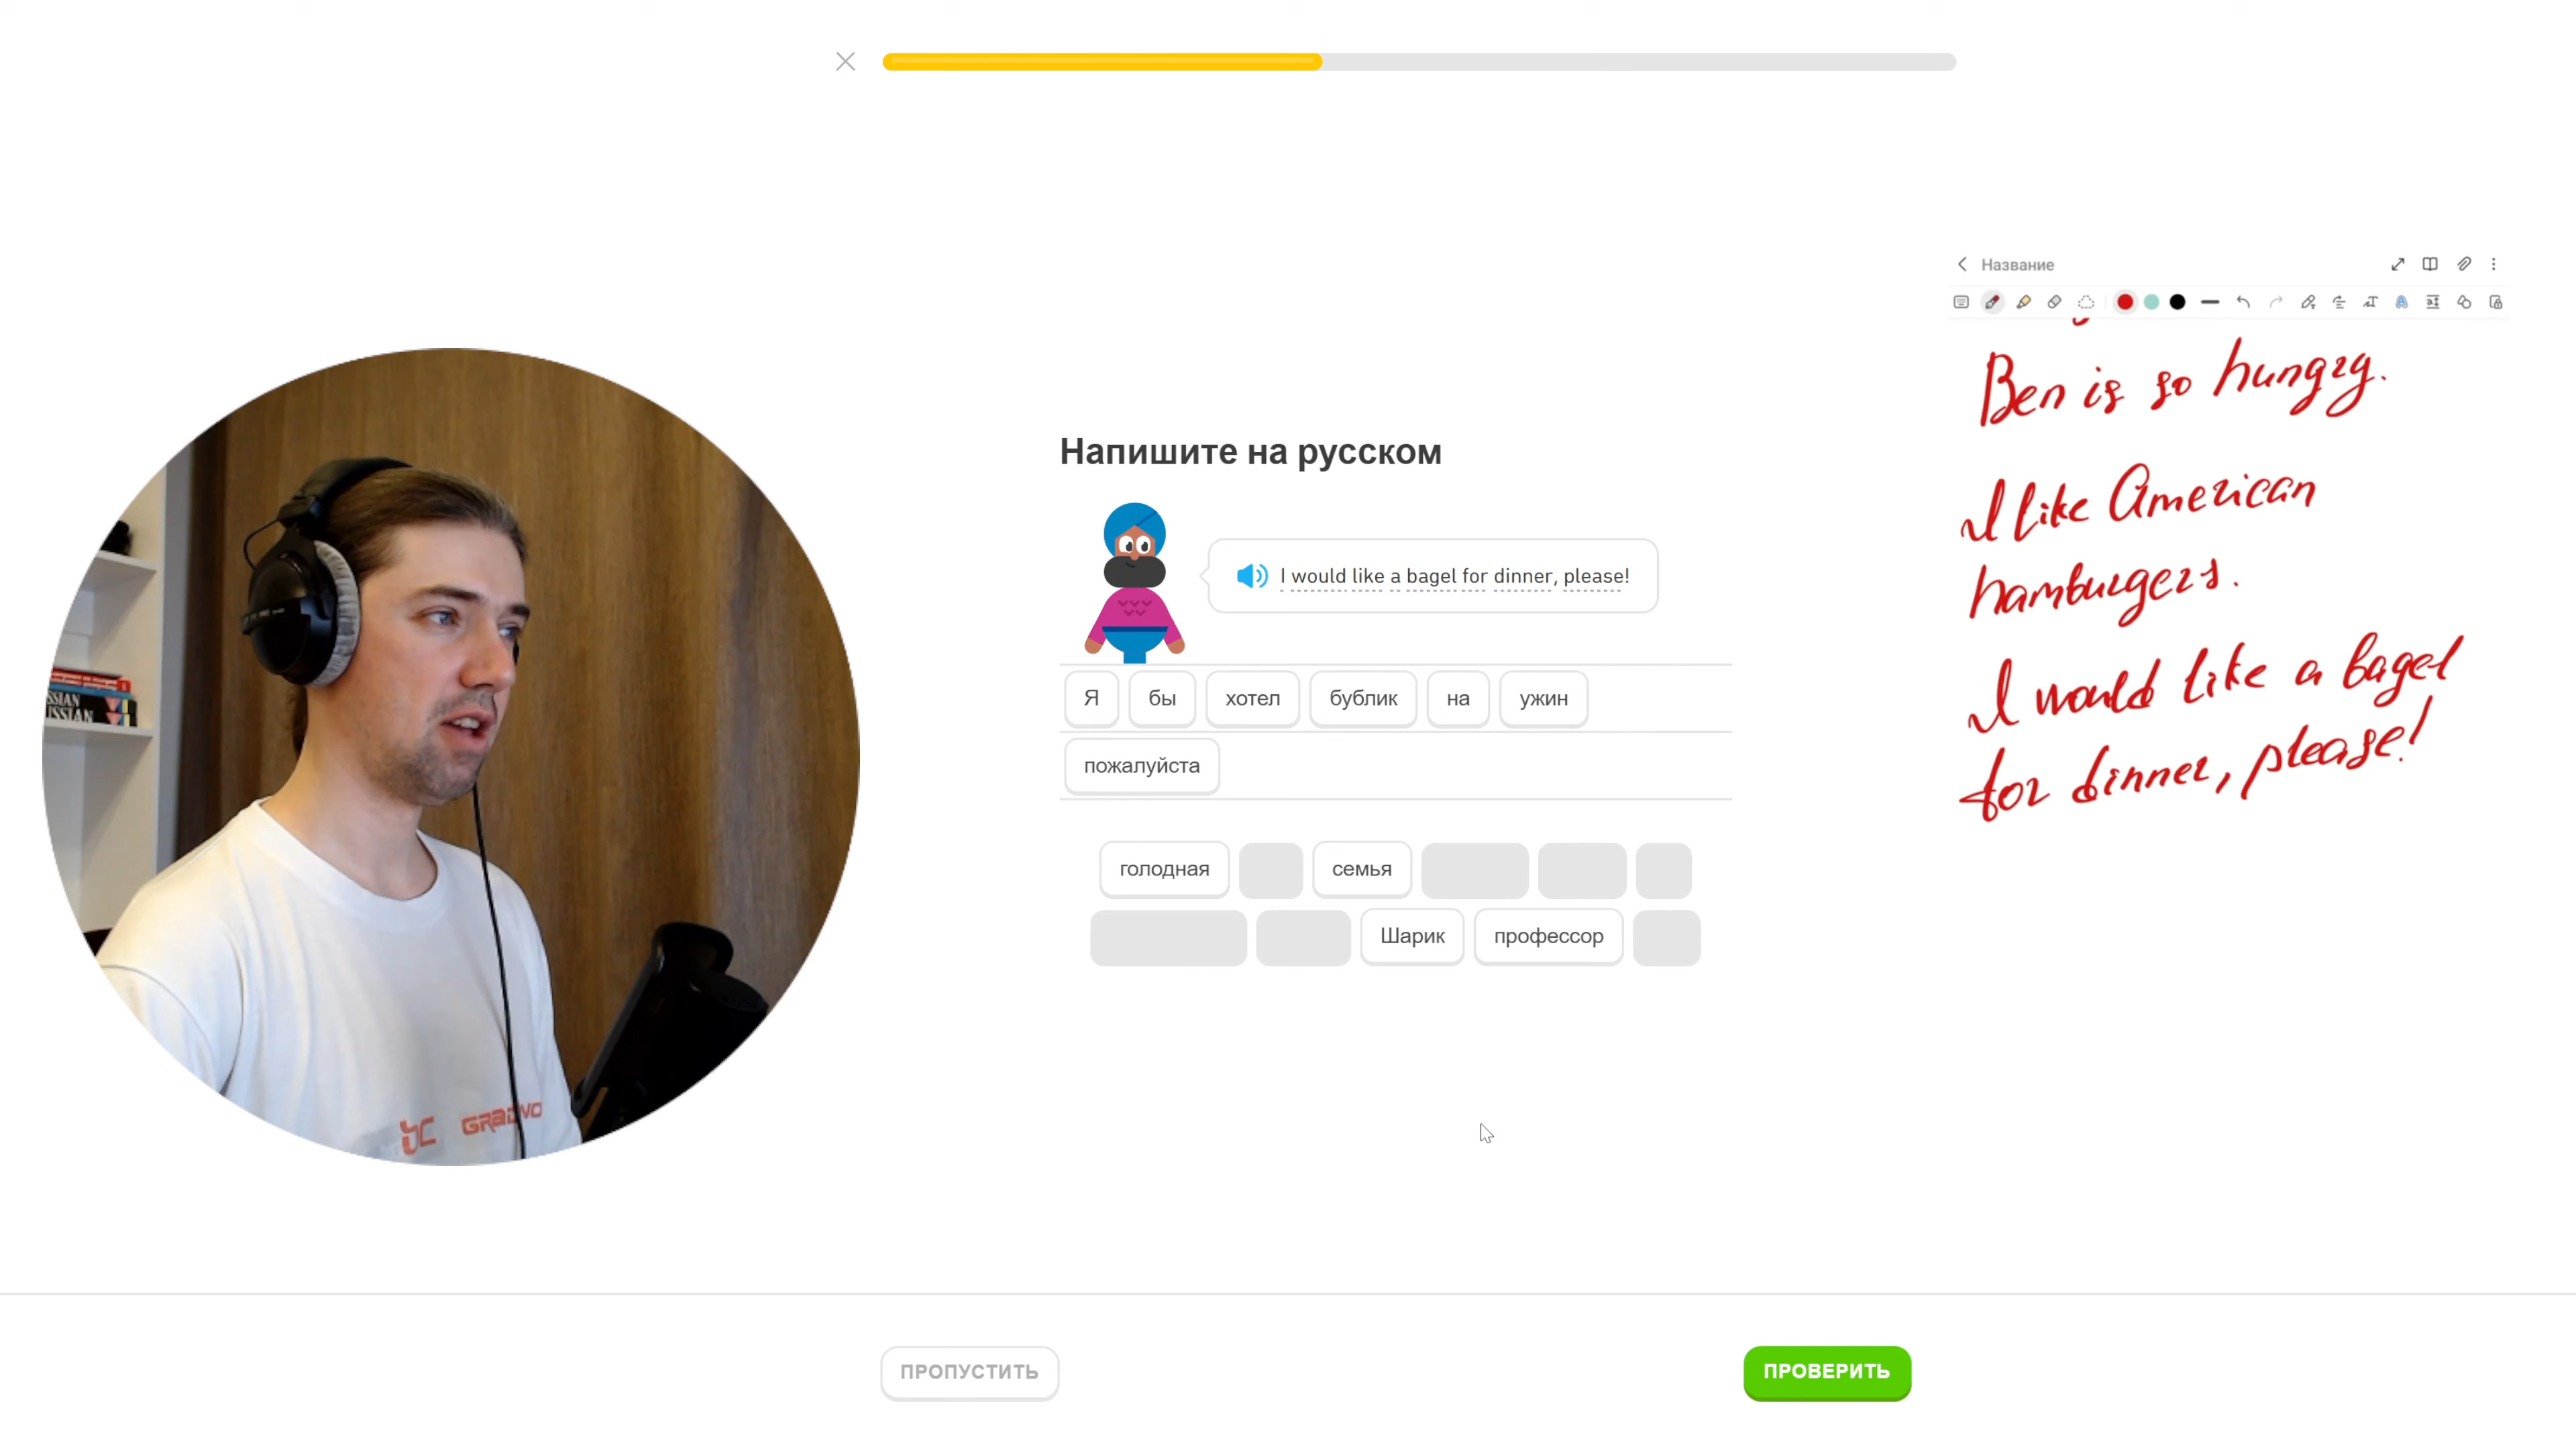 Напишите на русском
I would like a bagel for dinner, please!
Я бы хотел бублик на ужин
пожалуйста
голодная семья
Шарик профессор
ПРОПУСТИТЬ ПРОВЕРИТЬ
Название
Ben is so hungry.
I like American
hamburgers.
I would like a bagel
for dinner, please!
SSIAN